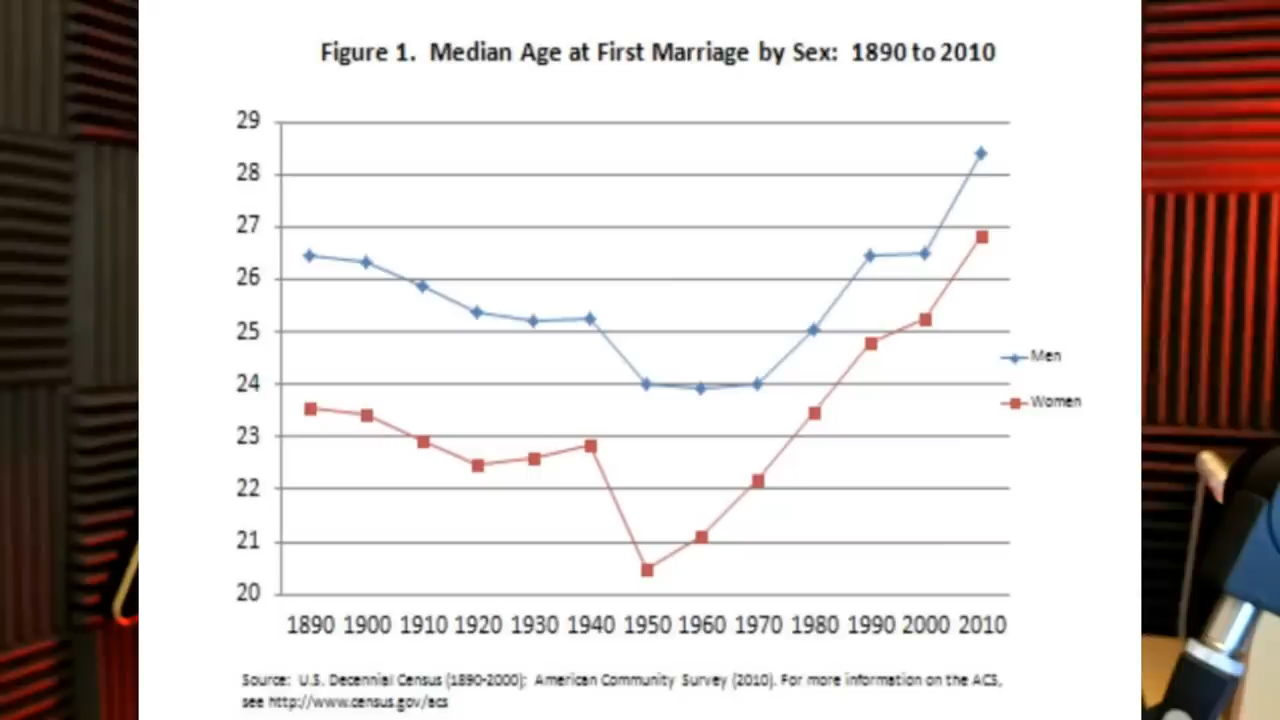 Figure 1. Median Age at First Marriage by Sex: 1890 to 2010
29
28
27
26
25
24
23
22
21
20
Men
Women
1890 1900 1910 1920 1930 1940 1950 1960 1970 1980 1990 2000 2010
Source: U.S. Decennial Census (1890-2000); American Community Survey (2010). For more information on the ACS,
see http://www.census.gov/acs